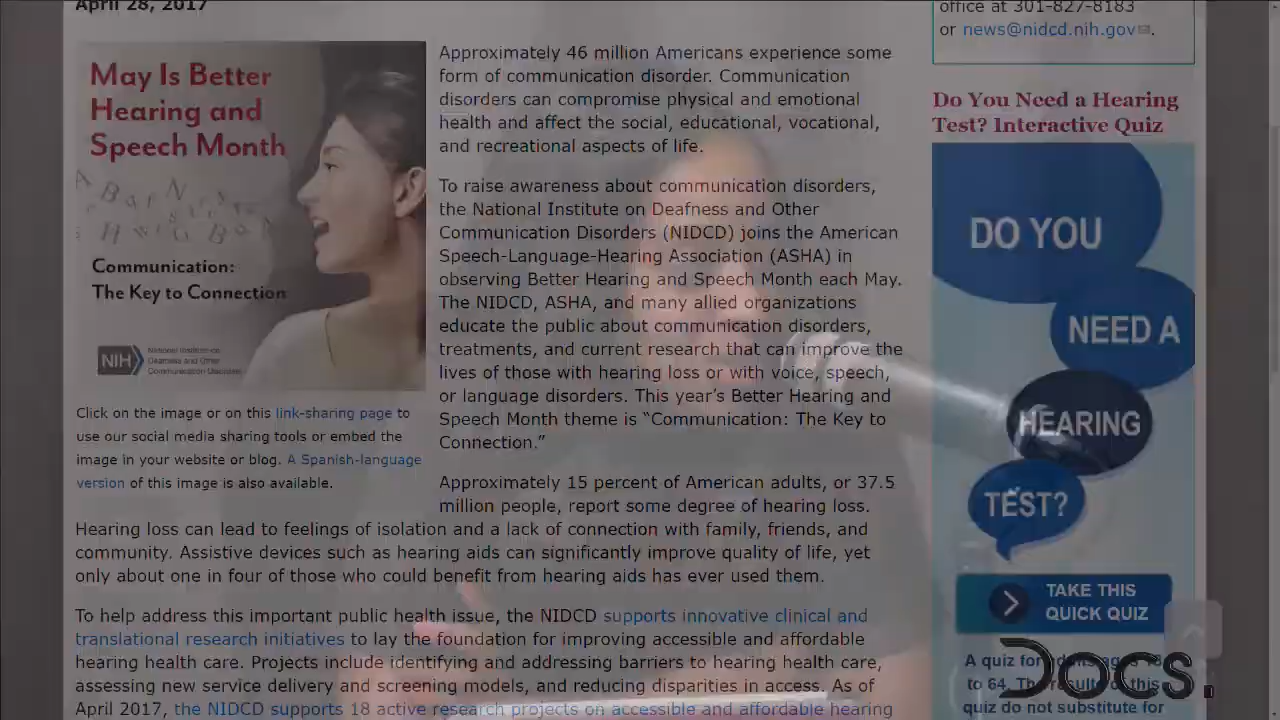 April 28, 2017
May Is Better
Hearing and
Speech Month
Communication:
The Key to Connection
NIH
National Institute on
Deafness and Other
Communication Disorders
Click on the image or on this link-sharing page to
use our social media sharing tools or embed the
image in your website or blog. A Spanish-language
version of this image is also available.
Approximately 46 million Americans experience some
form of communication disorder. Communication
disorders can compromise physical and emotional
health and affect the social, educational, vocational,
and recreational aspects of life.
To raise awareness about communication disorders,
the National Institute on Deafness and Other
Communication Disorders (NIDCD) joins the American
Speech-Language-Hearing Association (ASHA) in
observing Better Hearing and Speech Month each May.
The NIDCD, ASHA, and many allied organizations
educate the public about communication disorders,
treatments, and current research that can improve the
lives of those with hearing loss or with voice, speech,
or language disorders. This year’s Better Hearing and
Speech Month theme is “Communication: The Key to
Connection.”
Approximately 15 percent of American adults, or 37.5
million people, report some degree of hearing loss.
Hearing loss can lead to feelings of isolation and a lack of connection with family, friends, and
community. Assistive devices such as hearing aids can significantly improve quality of life, yet
only about one in four of those who could benefit from hearing aids has ever used them.
To help address this important public health issue, the NIDCD supports innovative clinical and
translational research initiatives to lay the foundation for improving accessible and affordable
hearing health care. Projects include identifying and addressing barriers to hearing health care,
assessing new service delivery and screening models, and reducing disparities in access. As of
April 2017, the NIDCD supports 18 active research projects on accessible and affordable hearing
office at 301-827-8183
or news@nidcd.nih.gov.
Do You Need a Hearing
Test? Interactive Quiz
DO YOU
NEED A
HEARING
TEST?
TAKE THIS
QUICK QUIZ
A quiz for adults ages 18
to 64. The results of this
quiz do not substitute for
Docs.